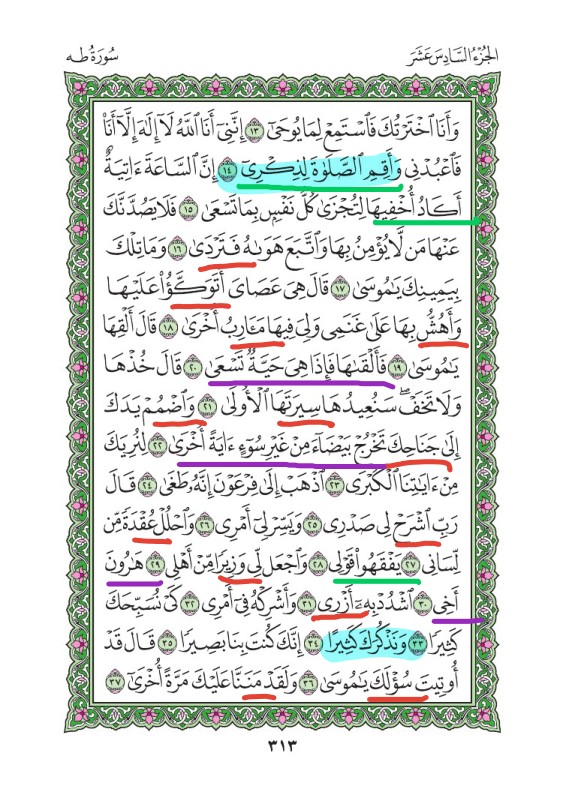 سُورَةُ طه الجُزْءُ السَّادِسَ عَشَرَ
وَأَنَا ٱخْتَرْتُكَ فَٱسْتَمِعْ لِمَا يُوحَىٰٓ ١٣ إِنَّنِىٓ أَنَا ٱللَّهُ لَآ إِلَٰهَ إِلَّآ أَنَا۠
فَٱعْبُدْنِى وَأَقِمِ ٱلصَّلَوٰةَ لِذِكْرِىٓ ١٤ إِنَّ ٱلسَّاعَةَ ءَاتِيَةٌ
أَكَادُ أُخْفِيهَا لِتُجْزَىٰ كُلُّ نَفْسٍۭ بِمَا تَسْعَىٰ ١٥ فَلَا يَصُدَّنَّكَ
عَنْهَا مَن لَّا يُؤْمِنُ بِهَا وَٱتَّبَعَ هَوَىٰهُ فَتَرْدَىٰ ١٦ وَمَا تِلْكَ
بِيَمِينِكَ يَٰمُوسَىٰ ١٧ قَالَ هِىَ عَصَاىَ أَتَوَكَّؤُا۟ عَلَيْهَا
وَأَهُشُّ بِهَا عَلَىٰ غَنَمِى وَلِىَ فِيهَا مَـَٔارِبُ أُخْرَىٰ ١٨ قَالَ أَلْقِهَا
يَٰمُوسَىٰ ١٩ فَأَلْقَىٰهَا فَإِذَا هِىَ حَيَّةٌ تَسْعَىٰ ٢٠ قَالَ خُذْهَا
وَلَا تَخَفْ ۖ سَنُعِيدُهَا سِيرَتَهَا ٱلْأُولَىٰ ٢١ وَٱضْمُمْ يَدَكَ
إِلَىٰ جَنَاحِكَ تَخْرُجْ بَيْضَآءَ مِنْ غَيْرِ سُوٓءٍ ءَايَةً أُخْرَىٰ ٢٢ لِنُرِيَكَ
مِنْ ءَايَٰتِنَا ٱلْكُبْرَى ٢٣ ٱذْهَبْ إِلَىٰ فِرْعَوْنَ إِنَّهُۥ طَغَىٰ ٢٤ قَالَ
رَبِّ ٱشْرَحْ لِى صَدْرِى ٢٥ وَيَسِّرْ لِىٓ أَمْرِى ٢٦ وَٱحْلُلْ عُقْدَةً مِّن
لِّسَانِى ٢٧ يَفْقَهُوا۟ قَوْلِى ٢٨ وَٱجْعَل لِّى وَزِيرًا مِّنْ أَهْلِى ٢٩ هَٰرُونَ
أَخِى ٣٠ ٱشْدُدْ بِهِۦٓ أَزْرِى ٣١ وَأَشْرِكْهُ فِىٓ أَمْرِى ٣٢ كَىْ نُسَبِّحَكَ
كَثِيرًا ٣٣ وَنَذْكُرَكَ كَثِيرًا ٣٤ إِنَّكَ كُنتَ بِنَا بَصِيرًا ٣٥ قَالَ قَدْ
أُوتِيتَ سُؤْلَكَ يَٰمُوسَىٰ ٣٦ وَلَقَدْ مَنَنَّا عَلَيْكَ مَرَّةً أُخْرَىٰٓ ٣٧
٣١٣